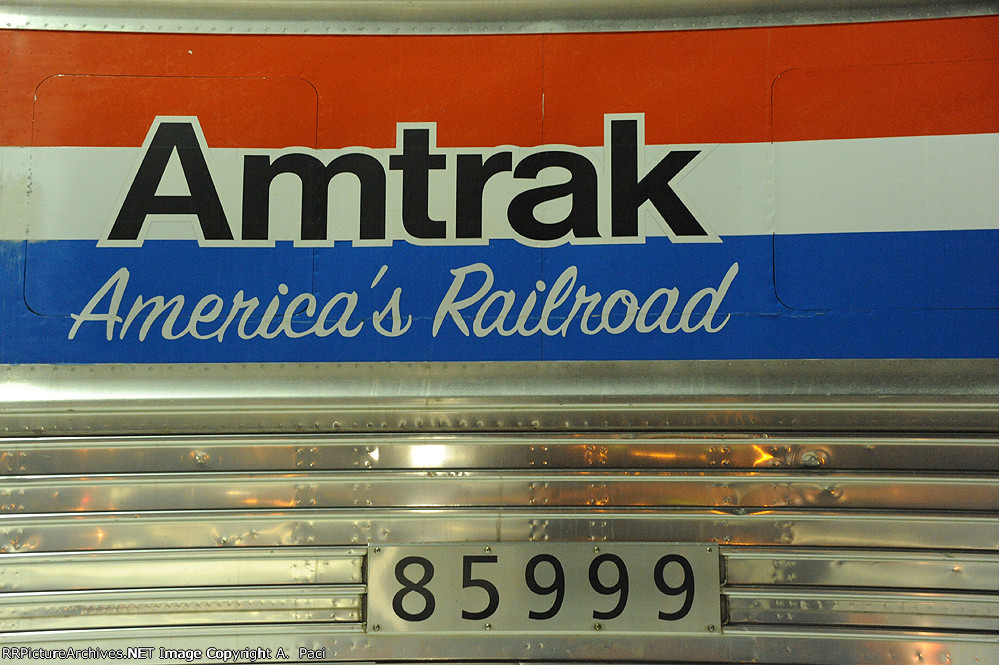 Amtrak
America's Railroad
85999
©RRPictureArchives.NET Image Copyright A. Paci